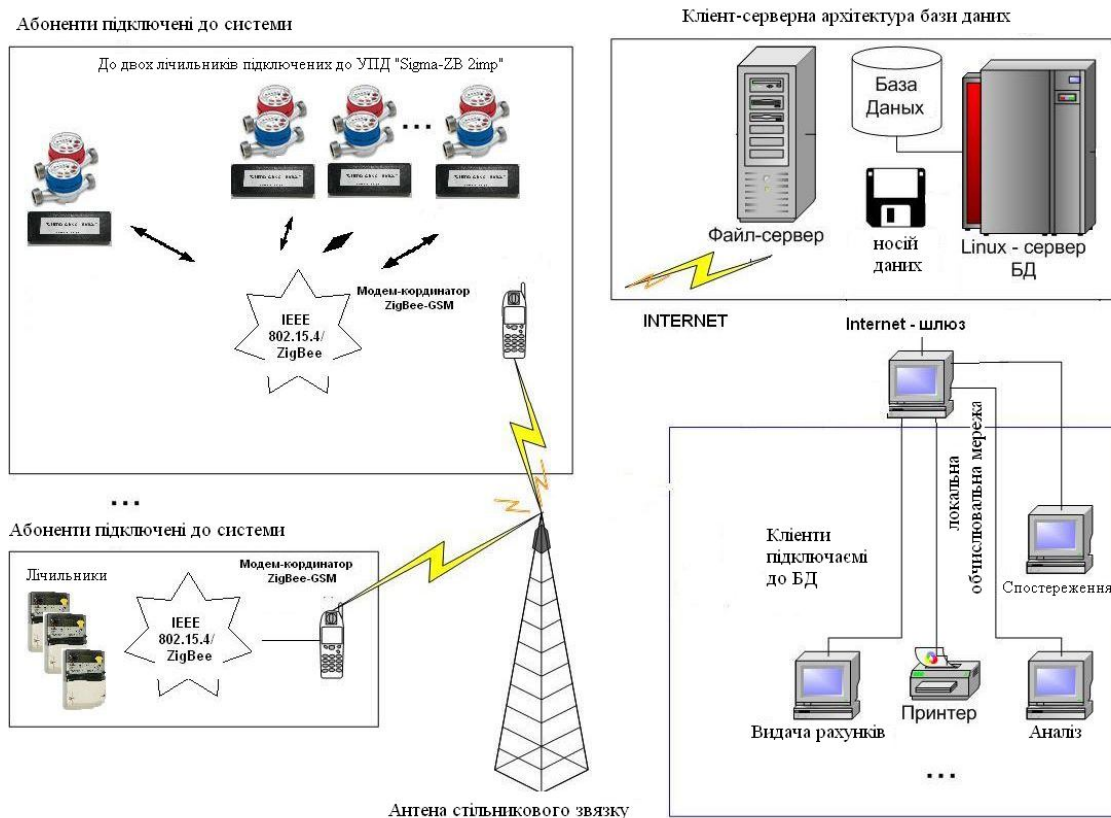 Абоненти підключені до системи
До двох лічильників підключених до УПД "Sigma-ZB 2imp"
...
IEEE
802.15.4/
ZigBee
Модем-координатор
ZigBee-GSM
...
Абоненти підключені до системи
Лічильники
IEEE
802.15.4/
ZigBee
Модем-координатор
ZigBee-GSM
Антена стільникового звязку
Клієнт-серверна архітектура бази даних
Файл-сервер
База
Даных
носій
даних
Linux - сервер
БД
INTERNET
Internet - шлюз
локальна
обчислювальна мережа
Кліенти
підключаємі
до БД
Спостереження
Видача рахунків
Принтер
Аналіз
...